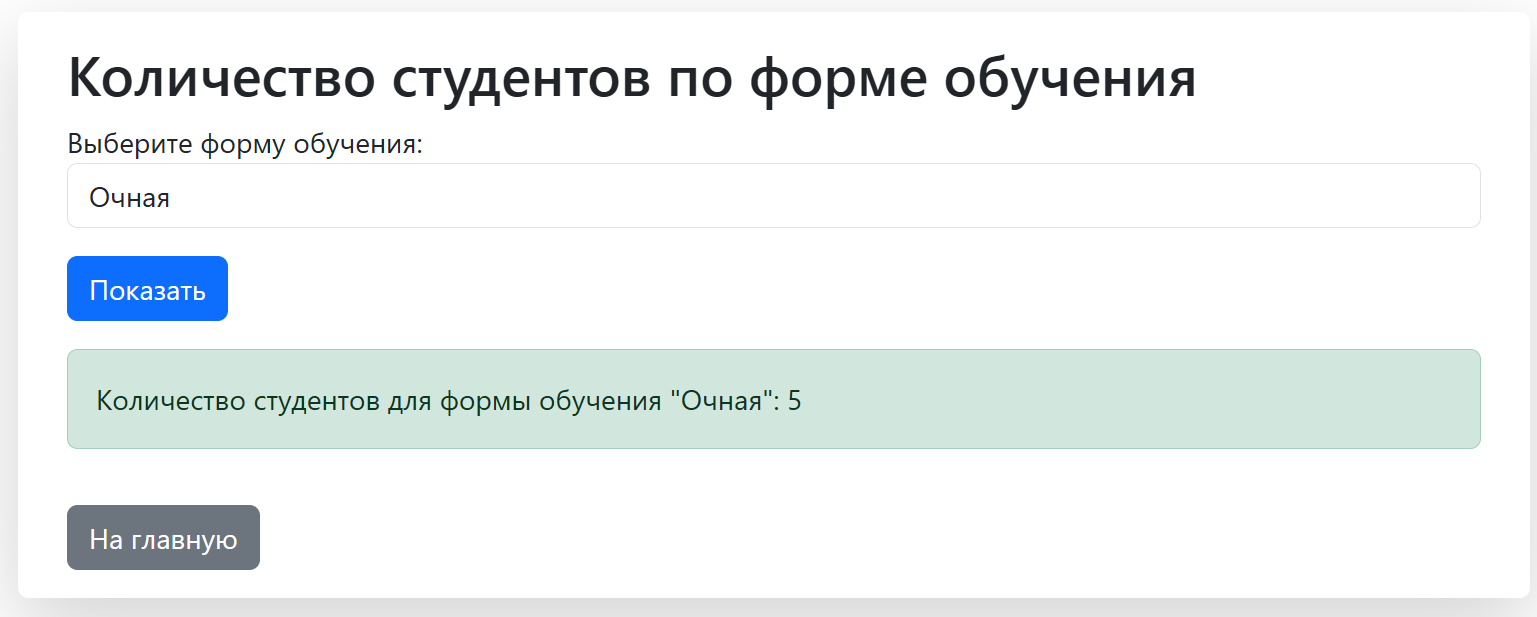 Количество студентов по форме обучения
Выберите форму обучения:
Очная
Показать
Количество студентов для формы обучения "Очная": 5
На главную